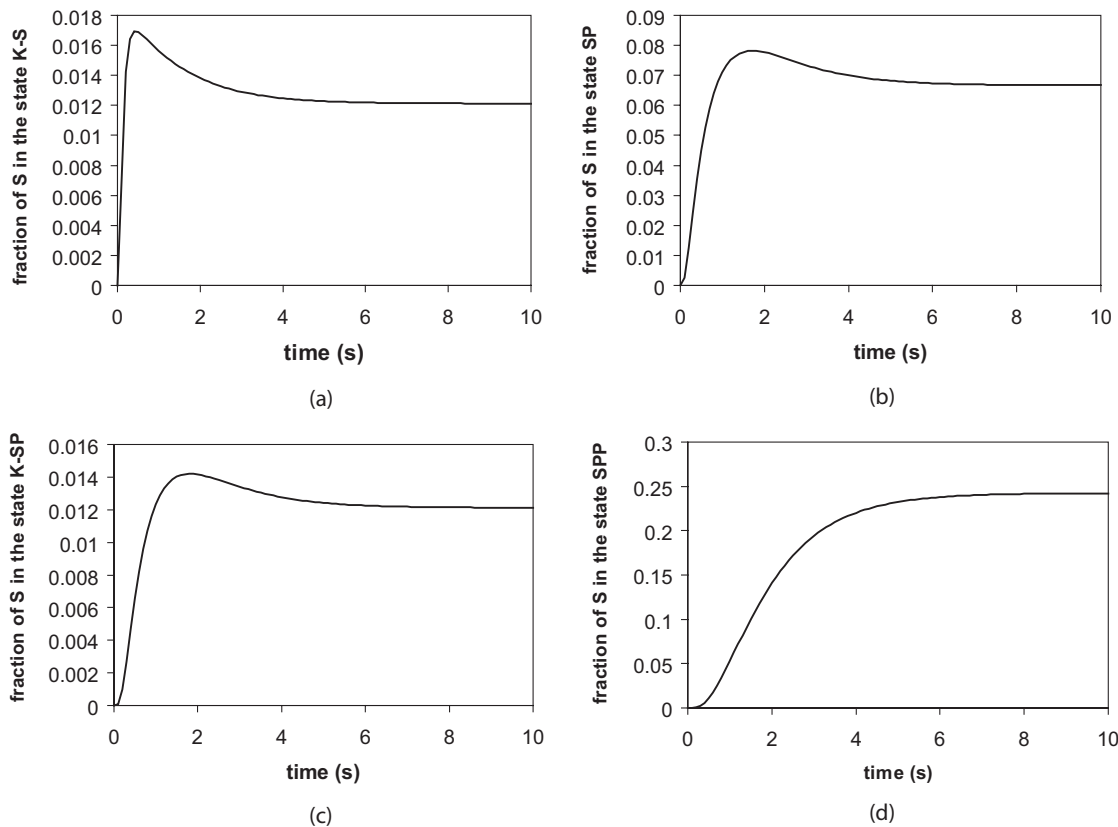 fraction of S in the state K-S
0.018
0.016
0.014
0.012
0.01
0.008
0.006
0.004
0.002
0
0 2 4 6 8 10
time (s)
(a)
fraction of S in the state SP
0.09
0.08
0.07
0.06
0.05
0.04
0.03
0.02
0.01
0
0 2 4 6 8 10
time (s)
(b)
fraction of S in the state K-SP
0.016
0.014
0.012
0.01
0.008
0.006
0.004
0.002
0
0 2 4 6 8 10
time (s)
(c)
fraction of S in the state SPP
0.3
0.25
0.2
0.15
0.1
0.05
0
0 2 4 6 8 10
time (s)
(d)